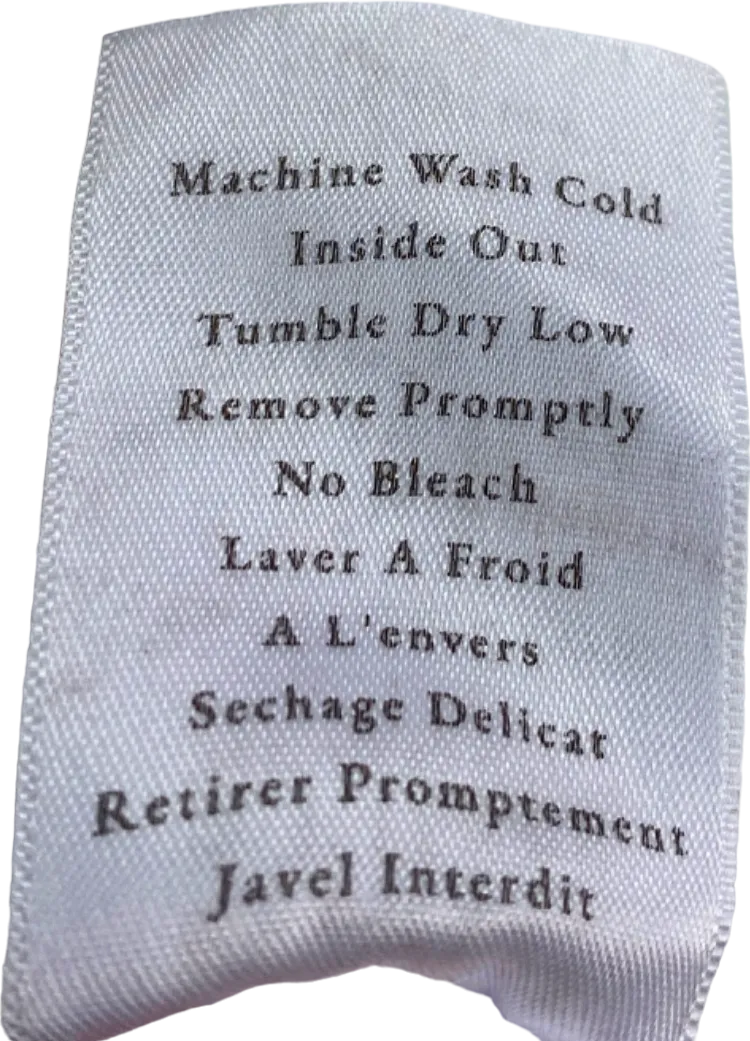 Machine Wash Cold
Inside Out
Tumble Dry Low
Remove Promptly
No Bleach
Laver A Froid
A L'envers
Sechage Delicat
Retirer Promptement
Javel Interdit